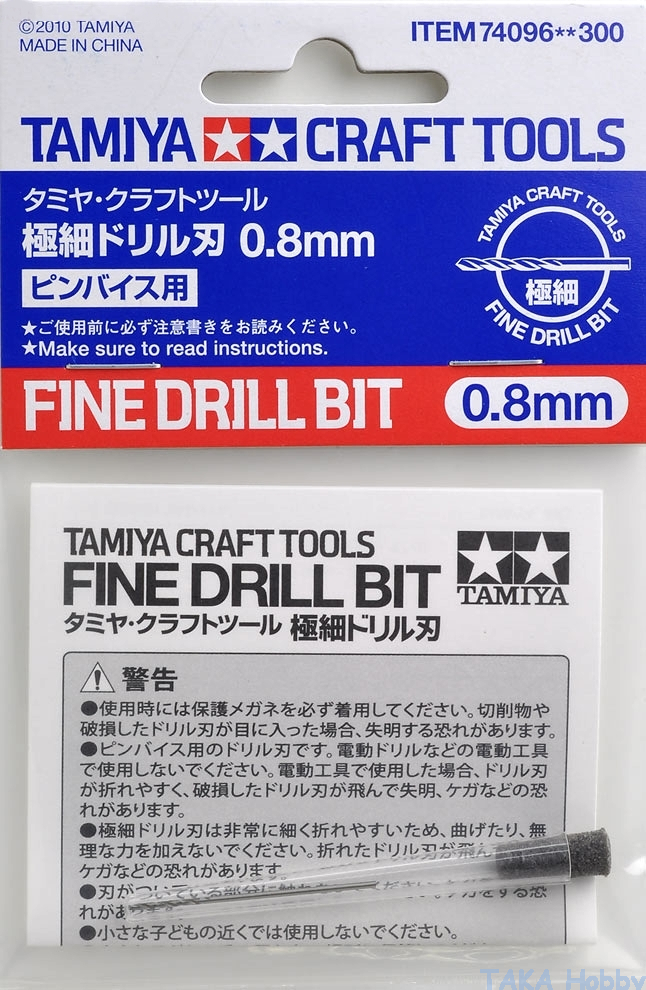 ©2010 TAMIYA
MADE IN CHINA
ITEM 74096**300
TAMIYA CRAFT TOOLS
タミヤ・クラフトツール
極細ドリル刃 0.8mm
ピンバイス用
★ご使用前に必ず注意書きをお読みください。
★Make sure to read instructions.
TAMIYA CRAFT TOOLS
極細
FINE DRILL BIT
FINE DRILL BIT
0.8mm
TAMIYA CRAFT TOOLS
FINE DRILL BIT
タミヤ・クラフトツール 極細ドリル刃
TAMIYA
警告
●使用時には保護メガネを必ず着用してください。切削物や
破損したドリル刃が目に入った場合、失明する恐れがあります。
●ピンバイス用のドリル刃です。電動ドリルなどの電動工具
で使用しないでください。電動工具で使用した場合、ドリル刃
が折れやすく、破損したドリル刃が飛んで失明、ケガなどの恐
れがあります。
●極細ドリル刃は非常に細く折れやすいため、曲げたり、無
理な力を加えないでください。折れたドリル刃が飛んで
ケガなどの恐れがあります。
●刃がついている部分に
れが
●小さな子どもの近くでは使用しないでください。
TAKA Hobby